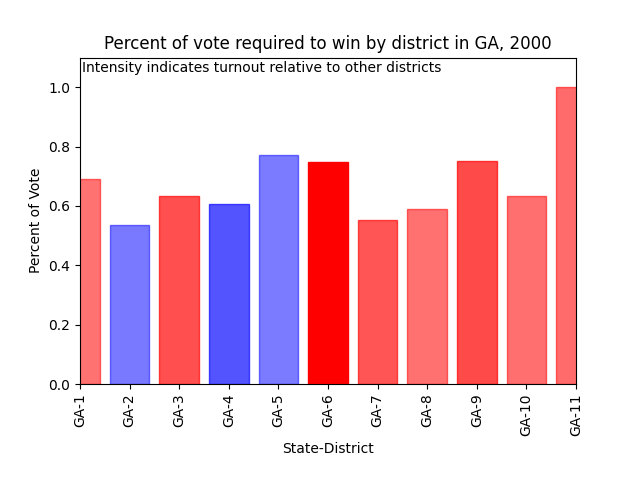 Percent of vote required to win by district in GA, 2000
Intensity indicates turnout relative to other districts
1.0
0.8
0.6
0.4
0.2
0.0
Percent of Vote
GA-1
GA-2
GA-3
GA-4
GA-5
GA-6
GA-7
GA-8
GA-9
GA-10
GA-11
State-District